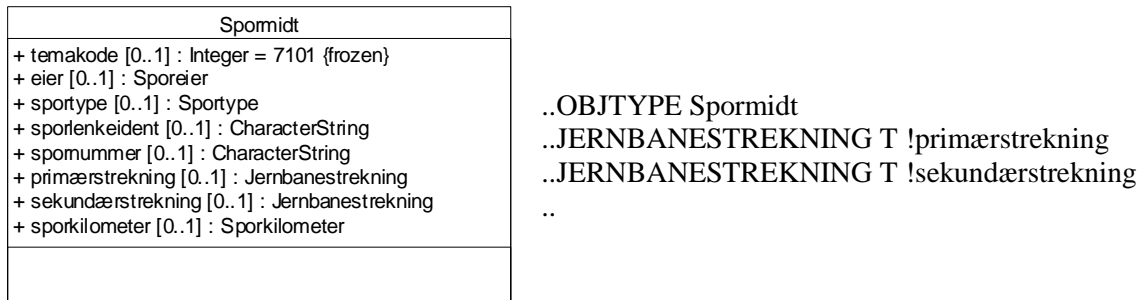 Spormidt
+ temakode [0..1] : Integer = 7101 {frozen}
+ eier [0..1] : Sporeier
+ sportype [0..1] : Sportype
+ sporlenkeident [0..1] : CharacterString
+ spornummer [0..1] : CharacterString
+ primærstrekning [0..1] : Jernbanestrekning
+ sekundærstrekning [0..1] : Jernbanestrekning
+ sporkilometer [0..1] : Sporkilometer
..OBJTYPE Spormidt
..JERNBANESTREKNING T !primærstrekning
..JERNBANESTREKNING T !sekundærstrekning
..